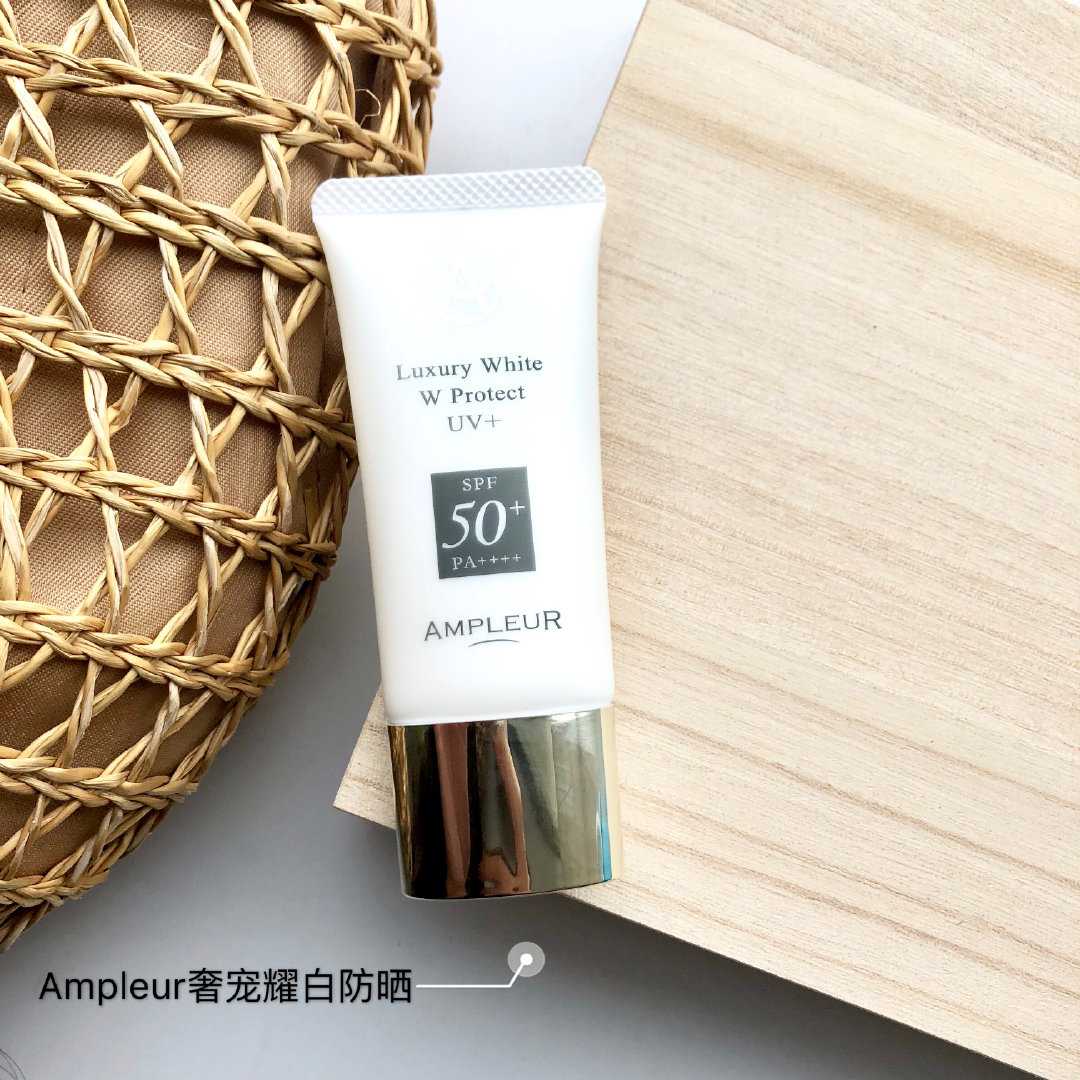 Luxury White
W Protect
UV+
SPF
50+
PA++++
AMPLEUR
Ampleur奢宠耀白防晒